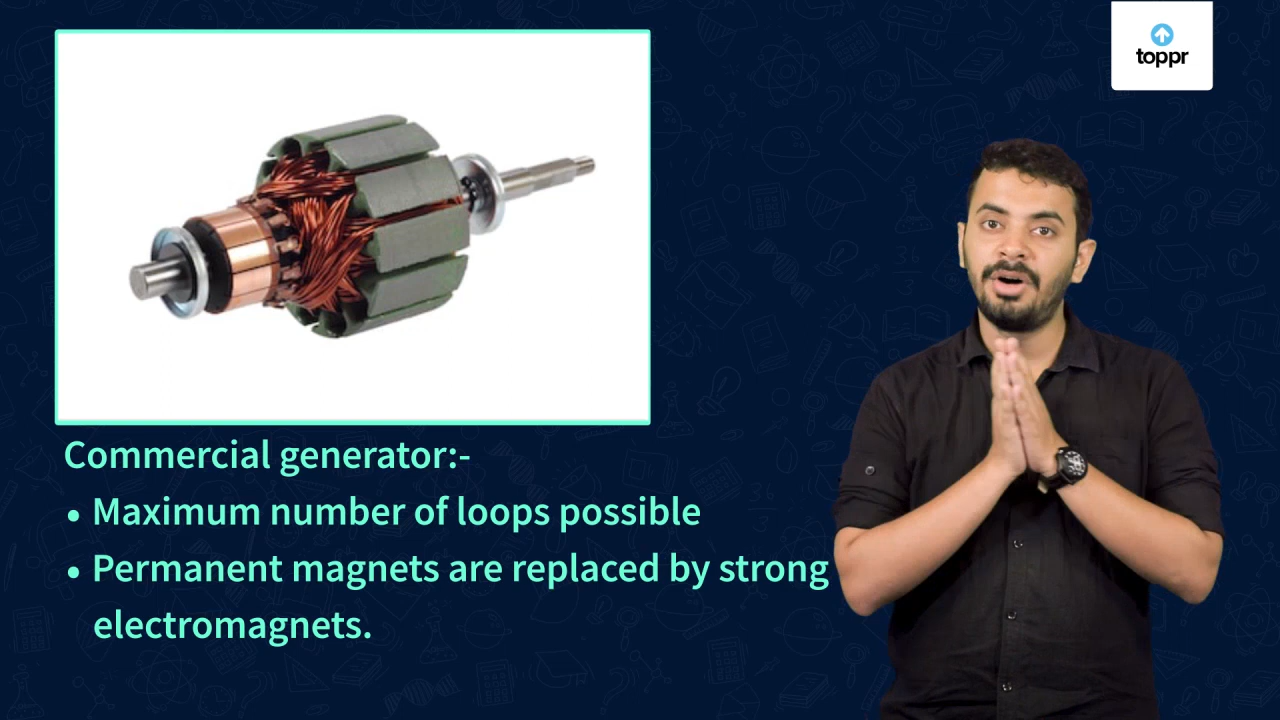 toppr
Commercial generator:-
• Maximum number of loops possible
• Permanent magnets are replaced by strong
electromagnets.